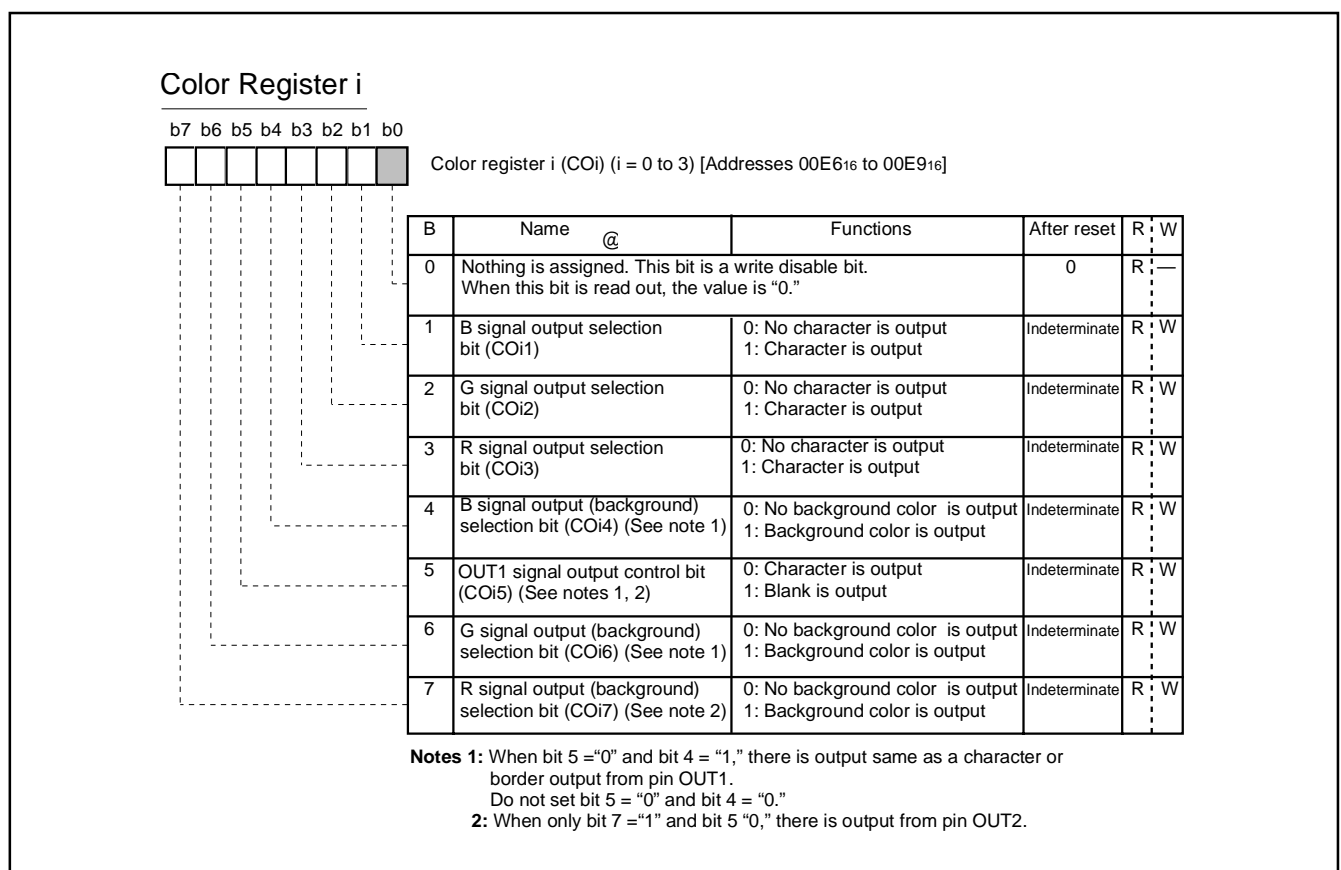 Color Register i
b7 b6 b5 b4 b3 b2 b1 b0
Color register i (COi) (i = 0 to 3) [Addresses 00E616 to 00E916]
B Name @ Functions After reset R W
0 Nothing is assigned. This bit is a write disable bit. 0 R —
When this bit is read out, the value is “0.”
1 B signal output selection 0: No character is output Indeterminate R W
bit (COi1) 1: Character is output
2 G signal output selection 0: No character is output Indeterminate R W
bit (COi2) 1: Character is output
3 R signal output selection 0: No character is output Indeterminate R W
bit (COi3) 1: Character is output
4 B signal output (background) 0: No background color is output Indeterminate R W
selection bit (COi4) (See note 1) 1: Background color is output
5 OUT1 signal output control bit 0: Character is output Indeterminate R W
(COi5) (See notes 1, 2) 1: Blank is output
6 G signal output (background) 0: No background color is output Indeterminate R W
selection bit (COi6) (See note 1) 1: Background color is output
7 R signal output (background) 0: No background color is output Indeterminate R W
selection bit (COi7) (See note 2) 1: Background color is output
Notes 1: When bit 5 =“0” and bit 4 = “1,” there is output same as a character or
border output from pin OUT1.
Do not set bit 5 = “0” and bit 4 = “0.”
2: When only bit 7 =“1” and bit 5 “0,” there is output from pin OUT2.